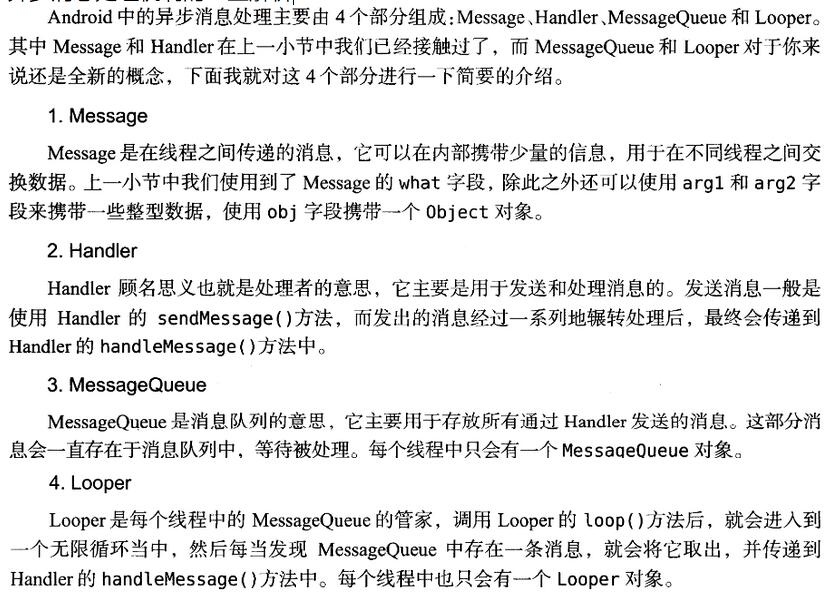 Android 中的异步消息处理主要由 4 个部分组成：Message、Handler、MessageQueue 和 Looper。
其中 Message 和 Handler 在上一小节中我们已经接触过了，而 MessageQueue 和 Looper 对于你来
说还是全新的概念，下面我就对这 4 个部分进行一下简要的介绍。
1. Message
Message 是在线程之间传递的消息，它可以在内部携带少量的信息，用于在不同线程之间交
换数据。上一小节中我们使用到了 Message 的 what 字段，除此之外还可以使用 arg1 和 arg2 字
段来携带一些整型数据，使用 obj 字段携带一个 Object 对象。
2. Handler
Handler 顾名思义也就是处理者的意思，它主要是用于发送和处理消息的。发送消息一般是
使用 Handler 的 sendMessage()方法，而发出的消息经过一系列地辗转处理后，最终会传递到
Handler 的 handleMessage()方法中。
3. MessageQueue
MessageQueue 是消息队列的意思，它主要用于存放所有通过 Handler 发送的消息。这部分消
息会一直存在于消息队列中，等待被处理。每个线程中只会有一个 MessageQueue 对象。
4. Looper
Looper 是每个线程中的 MessageQueue 的管家，调用 Looper 的 loop()方法后，就会进入到
一个无限循环当中，然后每当发现 MessageQueue 中存在一条消息，就会将它取出，并传递到
Handler 的 handleMessage()方法中。每个线程中也只会有一个 Looper 对象。